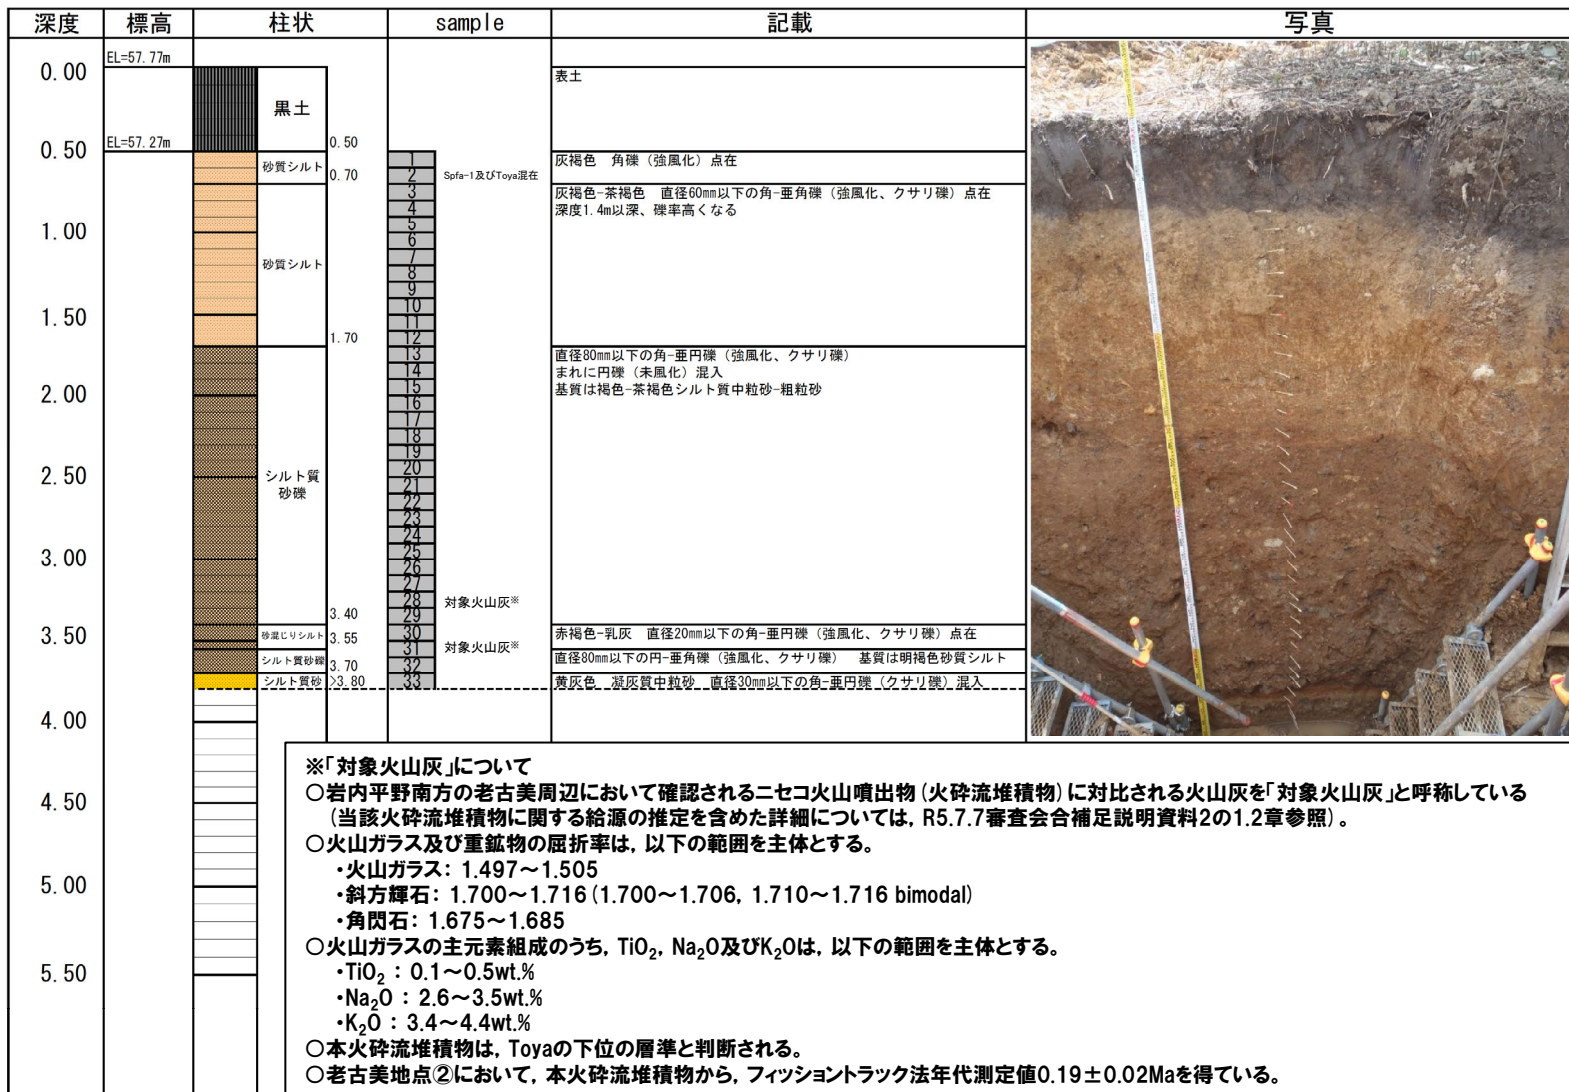 深度 標高 柱状 sample 記載 写真
EL=57.77m
0.00
表土
黒土
EL=57.27m
0.50
0.50
1
灰褐色 角礫（強風化）点在
砂質シルト
0.70
2
Spfa-1及びToya混在
3
灰褐色-茶褐色 直径60mm以下の角-亜角礫（強風化、クサリ礫）点在
4
深度1.4m以深、礫率高くなる
5
1.00
6
7
砂質シルト
8
9
10
1.50
11
12
1.70
13
直径80mm以下の角-亜円礫（強風化、クサリ礫）
14
まれに円礫（未風化）混入
15
基質は褐色-茶褐色シルト質中粒砂-粗粒砂
2.00
16
17
18
19
20
2.50
シルト質
砂礫
21
22
23
24
25
3.00
26
27
28
対象火山灰※
29
3.40
3.50
砂混じりシルト
3.55
30
赤褐色-乳灰 直径20mm以下の角-亜円礫（強風化、クサリ礫）点在
31
対象火山灰※
シルト質砂礫
3.70
32
直径80mm以下の円-亜角礫（強風化、クサリ礫） 基質は明褐色砂質シルト
シルト質砂
>3.80
33
黄灰色 凝灰質中粒砂 直径30mm以下の角-亜円礫（クサリ礫）混入
4.00
4.50
5.00
5.50
※「対象火山灰」について
○岩内平野南方の老古美周辺において確認されるニセコ火山噴出物（火砕流堆積物）に対比される火山灰を「対象火山灰」と呼称している
（当該火砕流堆積物に関する給源の推定を含めた詳細については，R5.7.7審査会合補足説明資料2の1.2章参照）。
○火山ガラス及び重鉱物の屈折率は，以下の範囲を主体とする。
・火山ガラス：1.497～1.505
・斜方輝石：1.700～1.716（1.700～1.706，1.710～1.716 bimodal）
・角閃石：1.675～1.685
○火山ガラスの主元素組成のうち，TiO₂，Na₂O及びK₂Oは，以下の範囲を主体とする。
・TiO₂：0.1～0.5wt.%
・Na₂O：2.6～3.5wt.%
・K₂O：3.4～4.4wt.%
○本火砕流堆積物は，Toyaの下位の層準と判断される。
○老古美地点②において，本火砕流堆積物から，フィッショントラック法年代測定値0.19±0.02Maを得ている。